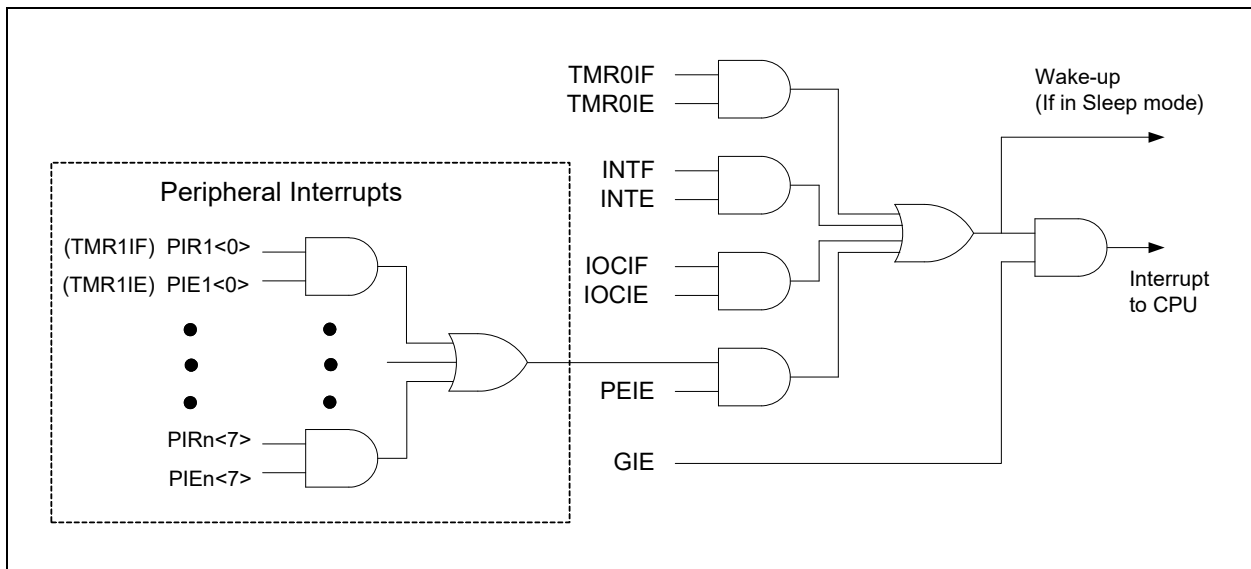 TMR0IF
TMR0IE
Wake-up
(If in Sleep mode)
INTF
INTE
Peripheral Interrupts
(TMR1IF) PIR1<0>
(TMR1IE) PIE1<0>
IOCIF
IOCIE
Interrupt
to CPU
PEIE
PIRn<7>
PIEn<7>
GIE